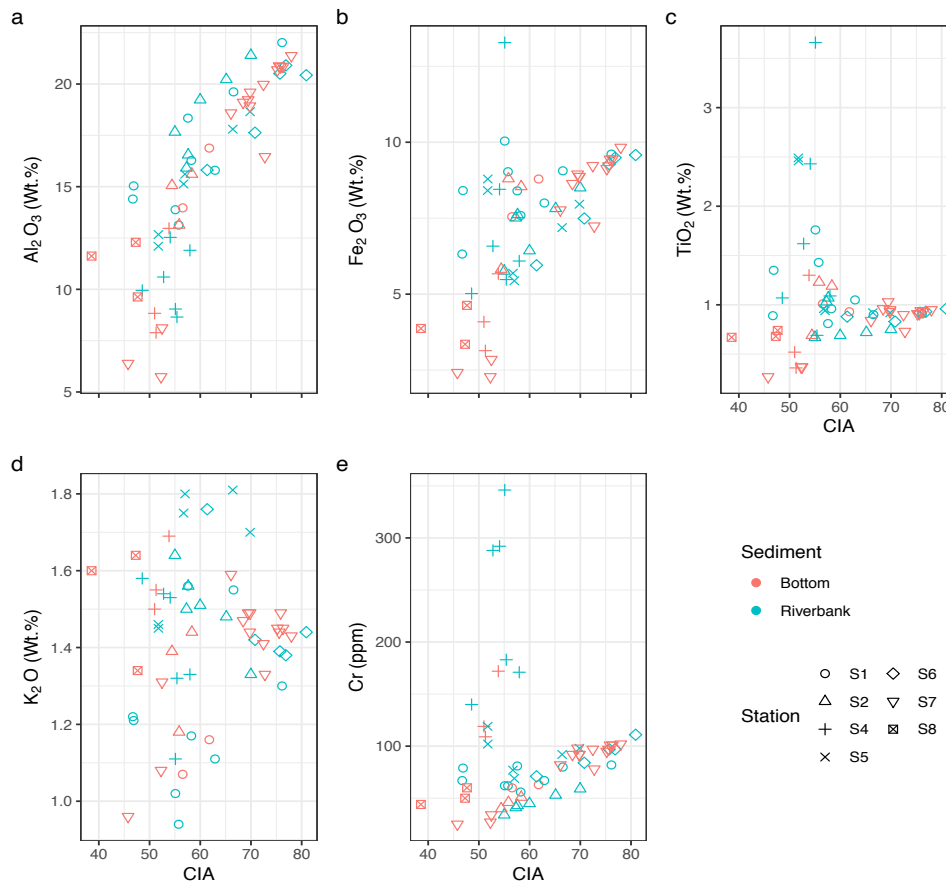 a
b
c
Al2O3 (Wt.%)
20
15
10
5
Fe2O3 (Wt.%)
10
5
TiO2 (Wt.%)
3
2
1
0
40 50 60 70 80
CIA
d
e
K2O (Wt.%)
1.8
1.6
1.4
1.2
1.0
40 50 60 70 80
CIA
Cr (ppm)
300
200
100
40 50 60 70 80
CIA
Sediment
Bottom
Riverbank
Station
S1
S2
S4
S5
S6
S7
S8